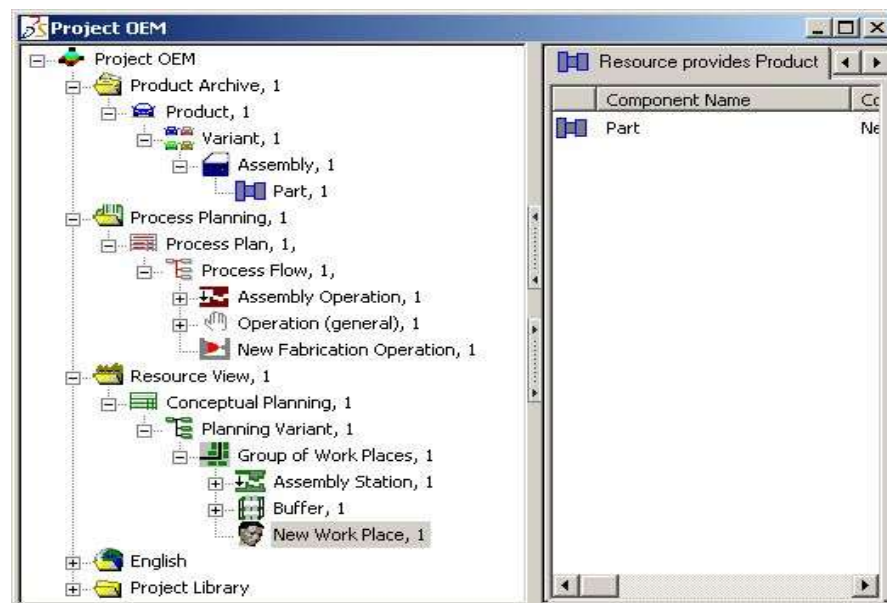 Project OEM
Project OEM
Product Archive, 1
Product, 1
Variant, 1
Assembly, 1
Part, 1
Process Planning, 1
Process Plan, 1,
Process Flow, 1,
Assembly Operation, 1
Operation (general), 1
New Fabrication Operation, 1
Resource View, 1
Conceptual Planning, 1
Planning Variant, 1
Group of Work Places, 1
Assembly Station, 1
Buffer, 1
New Work Place, 1
English
Project Library
Resource provides Product
Component Name Co
Part Ne